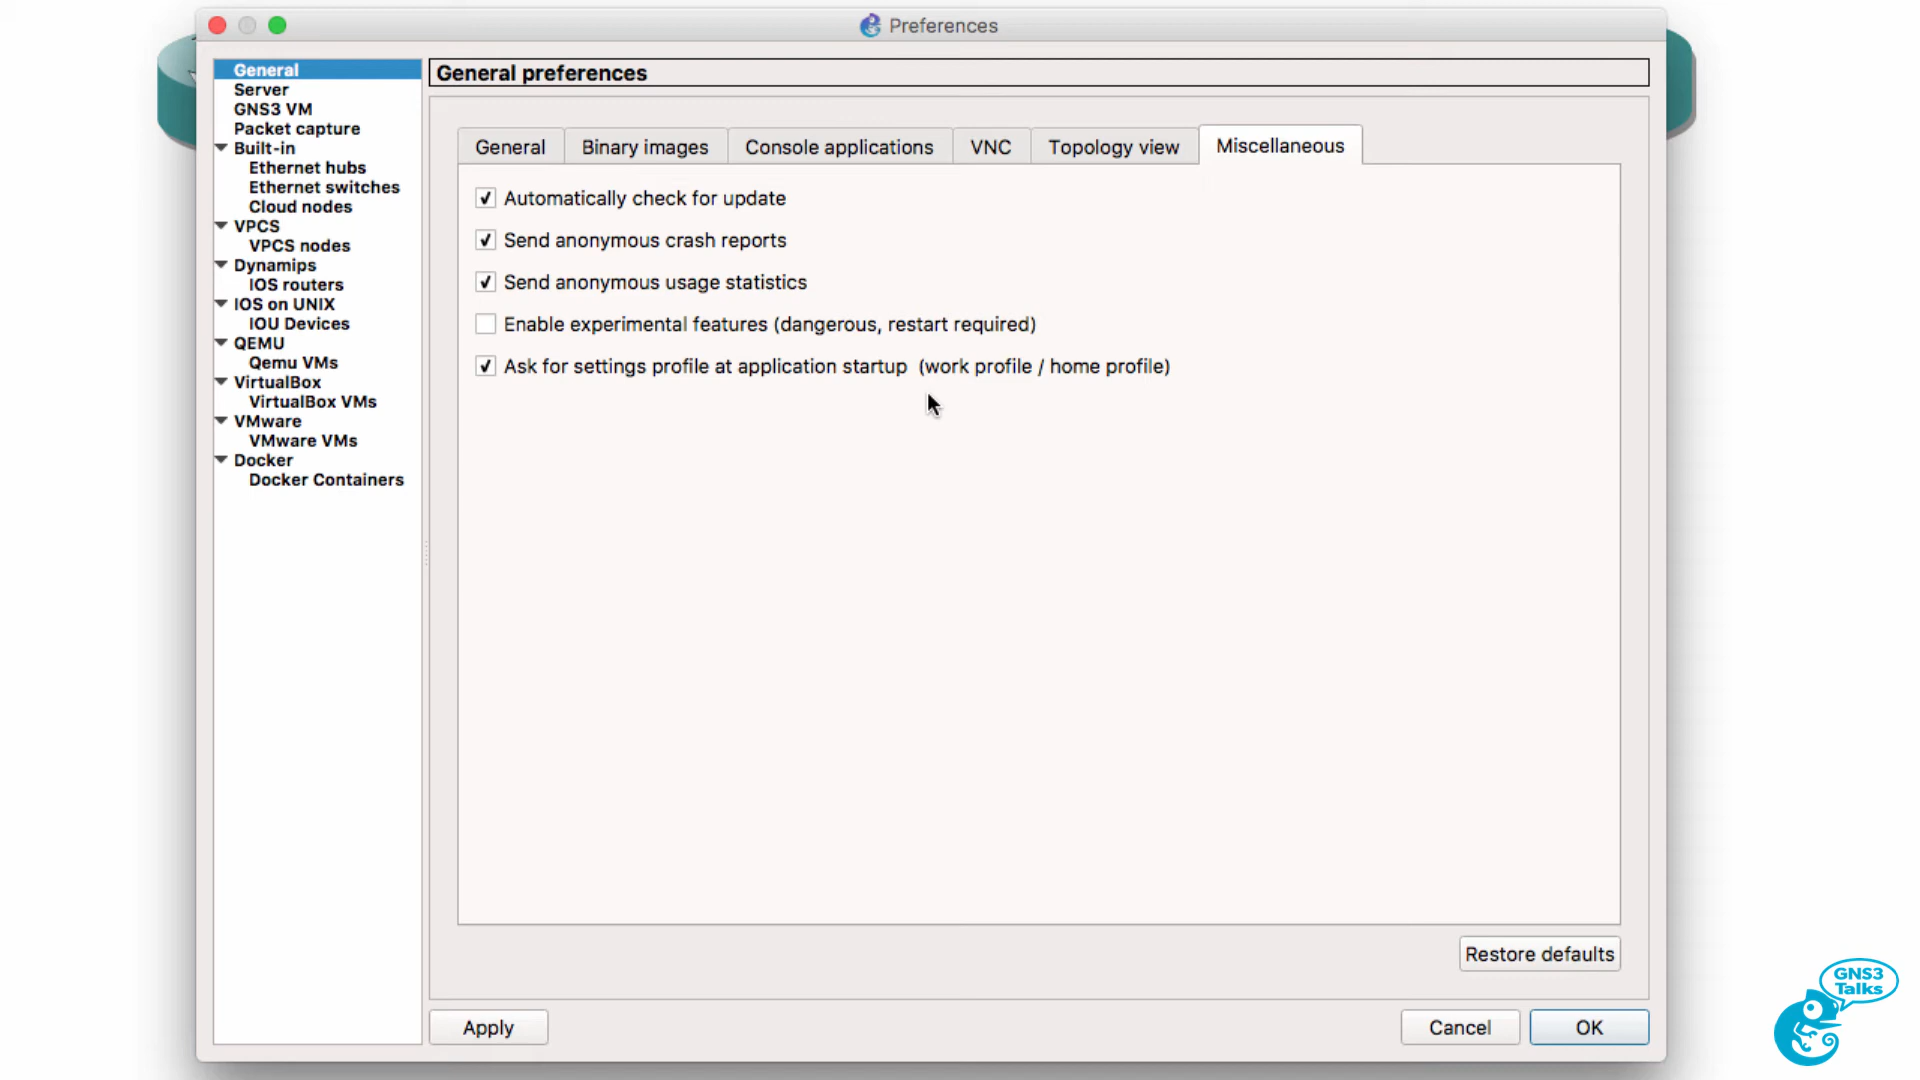 Preferences
General
Server
GNS3 VM
Packet capture
Built-in
Ethernet hubs
Ethernet switches
Cloud nodes
VPCS
VPCS nodes
Dynamips
IOS routers
IOS on UNIX
IOU Devices
QEMU
Qemu VMs
VirtualBox
VirtualBox VMs
VMware
VMware VMs
Docker
Docker Containers
General preferences
General Binary images Console applications VNC Topology view Miscellaneous
Automatically check for update
Send anonymous crash reports
Send anonymous usage statistics
Enable experimental features (dangerous, restart required)
Ask for settings profile at application startup (work profile / home profile)
Restore defaults
Apply Cancel OK
GNS3
Talks